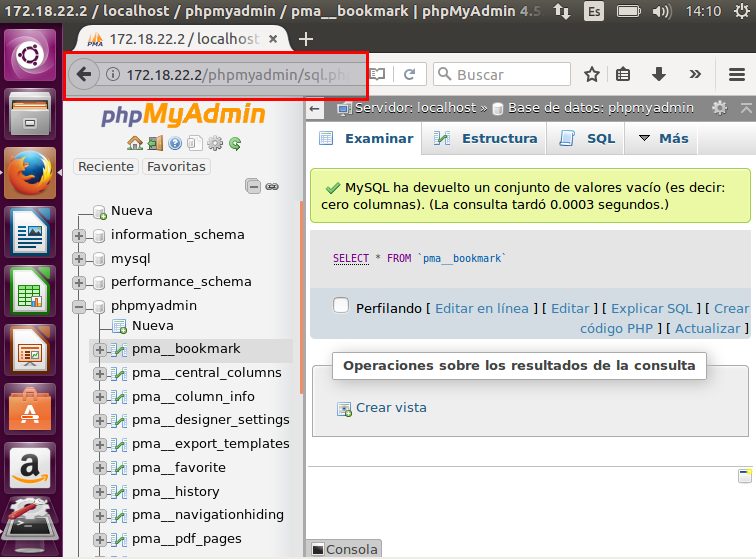 172.18.22.2 / localhost / phpmyadmin / pma__bookmark | phpMyAdmin 4.5
Es
14:10
PMA
172.18.22.2 / localhost
172.18.22.2/phpmyadmin/sql.php
Buscar
phpMyAdmin
Reciente
Favoritas
Nueva
information_schema
mysql
performance_schema
phpmyadmin
Nueva
pma__bookmark
pma__central_columns
pma__column_info
pma__designer_settings
pma__export_templates
pma__favorite
pma__history
pma__navigationhiding
pma__pdf_pages
Servidor: localhost » Base de datos: phpmyadmin
Examinar
Estructura
SQL
Más
MySQL ha devuelto un conjunto de valores vacío (es decir:
cero columnas). (La consulta tardó 0.0003 segundos.)
SELECT * FROM `pma__bookmark`
Perfilando [ Editar en línea ] [ Editar ] [ Explicar SQL ] [ Crear
código PHP ] [ Actualizar ]
Operaciones sobre los resultados de la consulta
Crear vista
Consola